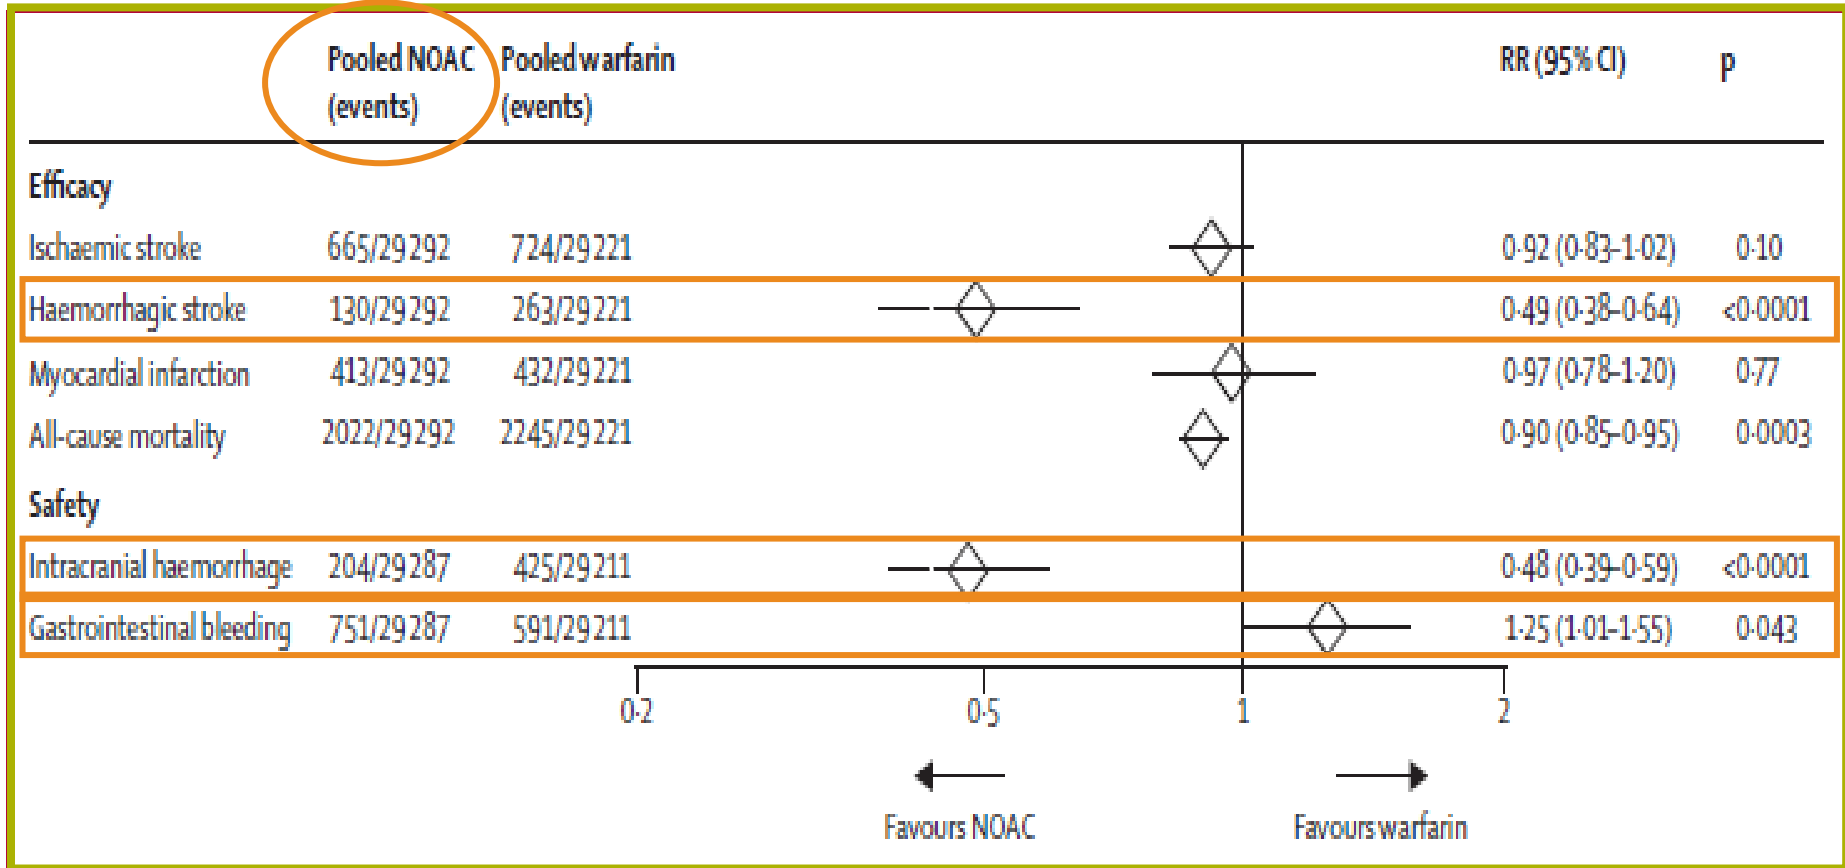 Pooled NOAC Pooled warfarin RR (95% CI) p
(events) (events)
Efficacy
Ischaemic stroke 665/29292 724/29221 0·92 (0·83–1·02) 0·10
Haemorrhagic stroke 130/29292 263/29221 0·49 (0·38–0·64) <0·0001
Myocardial infarction 413/29292 432/29221 0·97 (0·78–1·20) 0·77
All-cause mortality 2022/29292 2245/29221 0·90 (0·85–0·95) 0·0003
Safety
Intracranial haemorrhage 204/29287 425/29211 0·48 (0·39–0·59) <0·0001
Gastrointestinal bleeding 751/29287 591/29211 1·25 (1·01–1·55) 0·043
0·2 0·5 1 2
Favours NOAC Favours warfarin